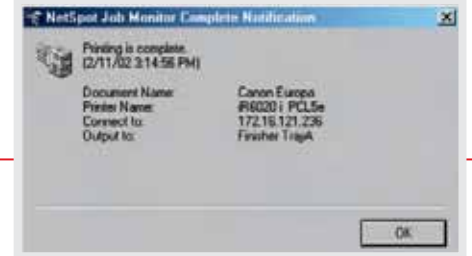 NetSpot Job Monitor Complete Notification
Printing is complete.
(2/11/02 3:14:56 PM)
Document Name: Canon Europa
Printer Name: iR6020 i PCL5e
Connect to: 172.16.121.236
Output to: Finisher TrayA
OK